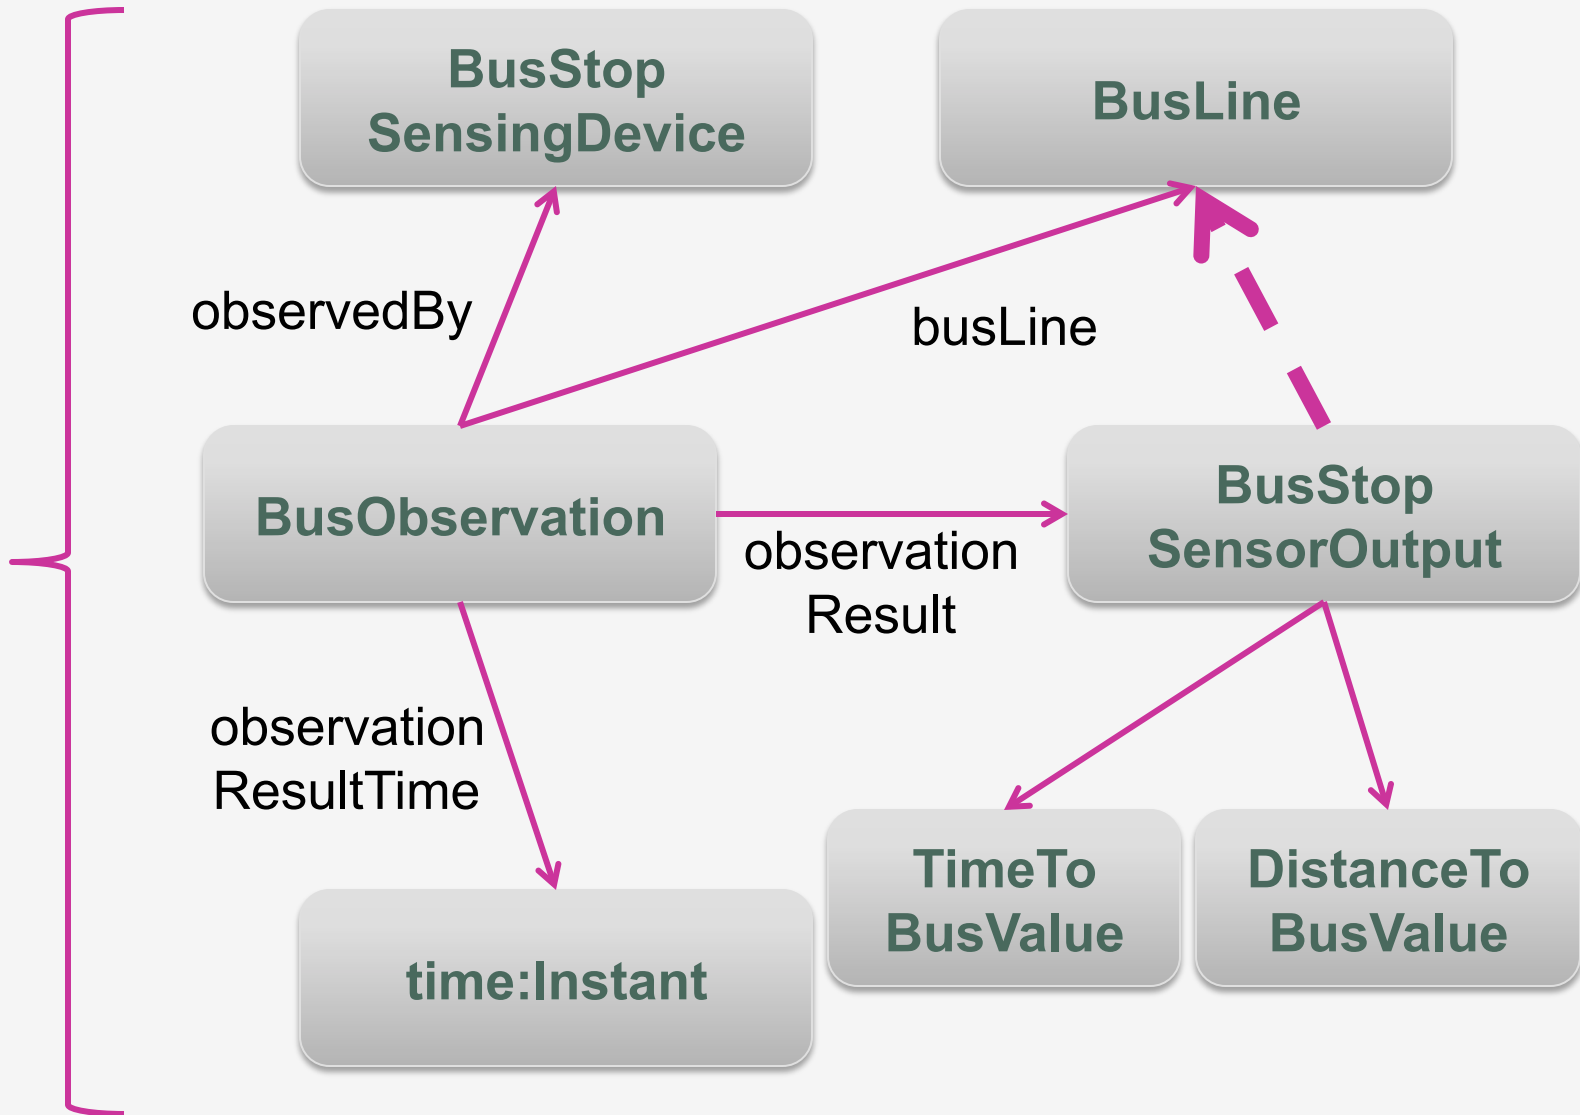 BusStop
SensingDevice
BusLine
observedBy
busLine
BusObservation
BusStop
SensorOutput
observation
Result
observation
ResultTime
TimeTo
BusValue
DistanceTo
BusValue
time:Instant